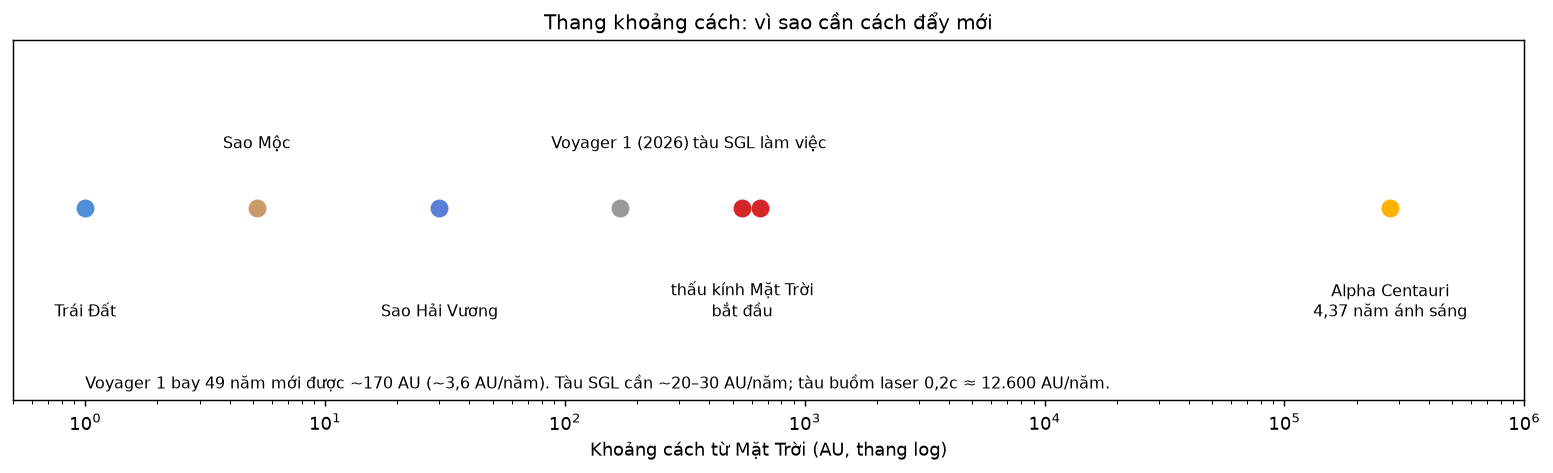 Thang khoảng cách: vì sao cần cách đẩy mới
Sao Mộc
Voyager 1 (2026)
tàu SGL làm việc
Trái Đất
Sao Hải Vương
thấu kính Mặt Trời
bắt đầu
Alpha Centauri
4,37 năm ánh sáng
Voyager 1 bay 49 năm mới được ~170 AU (~3,6 AU/năm). Tàu SGL cần ~20–30 AU/năm; tàu buồm laser 0,2c ≈ 12.600 AU/năm.
10⁰ 10¹ 10² 10³ 10⁴ 10⁵ 10⁶
Khoảng cách từ Mặt Trời (AU, thang log)